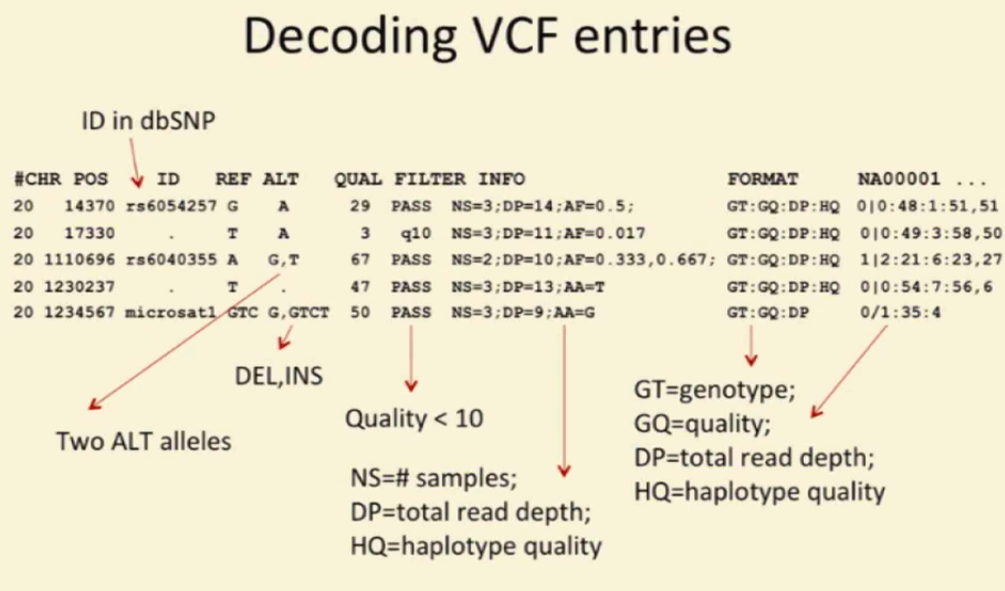 Decoding VCF entries
ID in dbSNP
#CHR POS ID REF ALT QUAL FILTER INFO FORMAT NA00001 ...
20 14370 rs6054257 G A 29 PASS NS=3;DP=14;AF=0.5; GT:GQ:DP:HQ 0|0:48:1:51,51
20 17330 . T A 3 q10 NS=3;DP=11;AF=0.017 GT:GQ:DP:HQ 0|0:49:3:58,50
20 1110696 rs6040355 A G,T 67 PASS NS=2;DP=10;AF=0.333,0.667; GT:GQ:DP:HQ 1|2:21:6:23,27
20 1230237 . T . 47 PASS NS=3;DP=13;AA=T GT:GQ:DP:HQ 0|0:54:7:56,6
20 1234567 microsat1 GTC G,GTCT 50 PASS NS=3;DP=9;AA=G GT:GQ:DP 0/1:35:4
DEL,INS
Two ALT alleles
Quality < 10
NS=# samples;
DP=total read depth;
HQ=haplotype quality
GT=genotype;
GQ=quality;
DP=total read depth;
HQ=haplotype quality